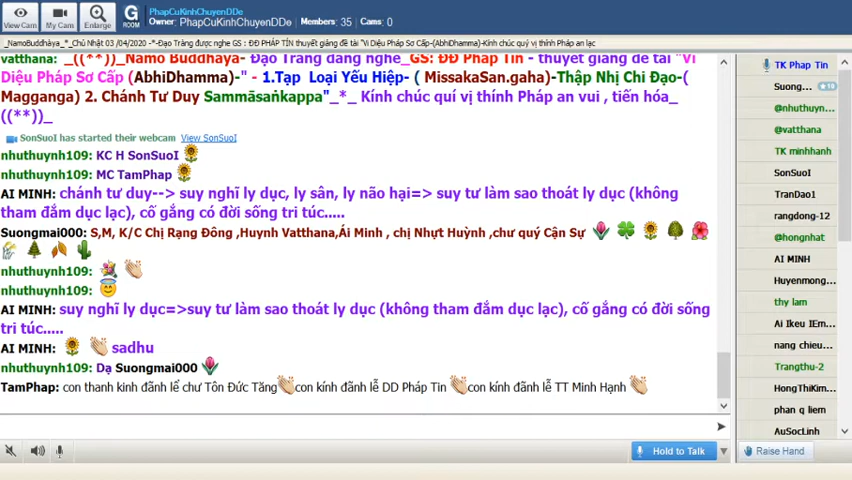 View Cam
My Cam
Enlarge
G
ROOM
PhapCuKinhChuyenDDe
Owner: PhapCuKinhChuyenDDe Members: 35 Cams: 0
_NamoBuddhàya_*_Chủ Nhật 03 /04/2020 -*-Đạo Tràng được nghe GS : ĐĐ PHÁP TÍN thuyết giảng đề tài "Vi Diệu Pháp Sơ Cấp-(AbhiDhamma)-Kính chúc quý vị thính Pháp an lạc
vatthana: _((**))_Namo Buddhàya- Đạo Tràng đang nghe_GS: ĐĐ Pháp Tín - thuyết giảng đề tài "Vi
Diệu Pháp Sơ Cấp (AbhiDhamma)-" - 1.Tạp Loại Yếu Hiệp- ( MissakaSan.gaha)-Thập Nhị Chi Đạo-(
Magganga) 2. Chánh Tư Duy Sammāsaṅkappa"_*_ Kính chúc quí vị thính Pháp an vui , tiến hóa_
((**))_
SonSuoI has started their webcam View SonSuoI
nhuthuynh109: KC H SonSuoI
nhuthuynh109: MC TamPhap
AI MINH: chánh tư duy--> suy nghĩ ly dục, ly sân, ly não hại=> suy tư làm sao thoát ly dục (không
tham đắm dục lạc), cố gắng có đời sống tri túc.....
Suongmai000: S,M, K/C Chị Rạng Đông ,Huynh Vatthana,Ái Minh , chị Nhựt Huỳnh ,chư quý Cận Sự
nhuthuynh109:
nhuthuynh109:
AI MINH: suy nghĩ ly dục=>suy tư làm sao thoát ly dục (không tham đắm dục lạc), cố gắng có đời sống
tri túc.....
AI MINH: sadhu
nhuthuynh109: Dạ Suongmai000
TamPhap: con thanh kinh đãnh lể chư Tôn Đức Tăng con kính đãnh lễ DD Pháp Tin con kính đãnh lễ TT Minh Hạnh
Hold to Talk
TK Phap Tin
Suong... 10
@nhuthuyn...
@vatthana
TK minhhanh
SonSuoI
TranDao1
rangdong-12
@hongnhat
AI MINH
Huyenmong...
thy lam
Ai Ikeu IEm...
nang chieu...
Trangthu-2
HongThiKim...
phan q liem
AuSocLinh
Raise Hand